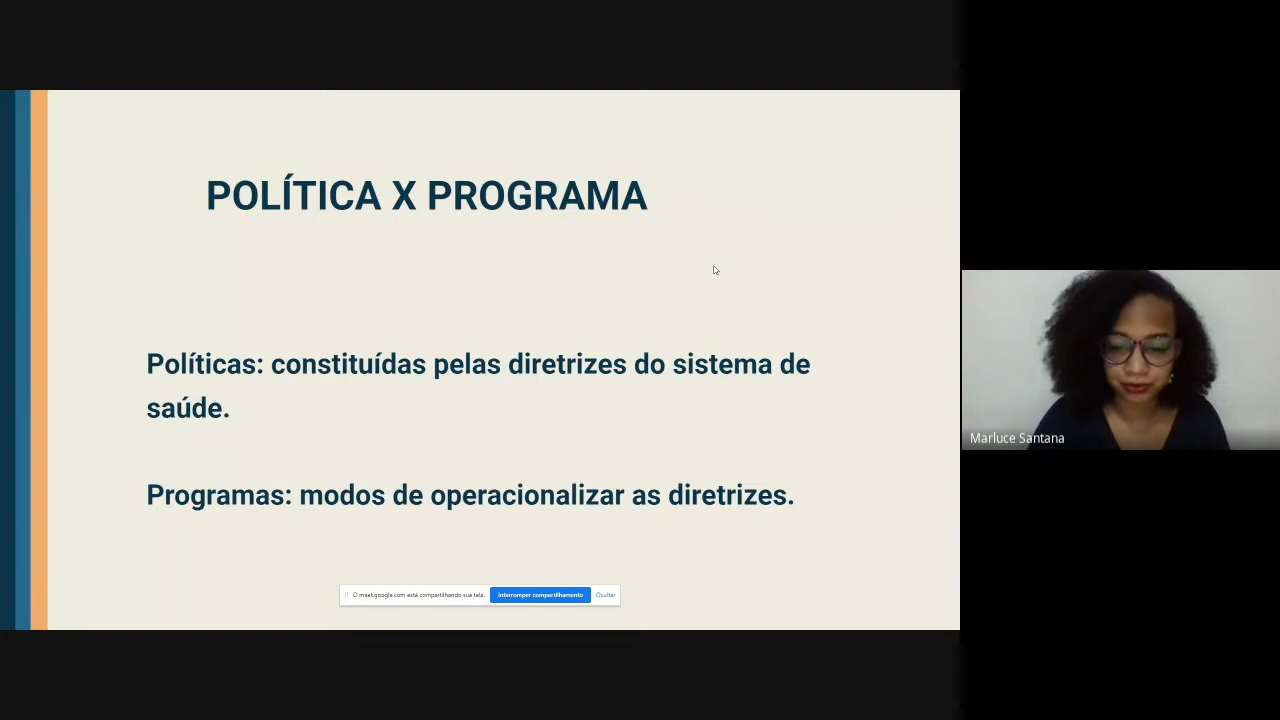 POLÍTICA X PROGRAMA
Políticas: constituídas pelas diretrizes do sistema de
saúde.
Programas: modos de operacionalizar as diretrizes.
O meet.google.com está compartilhando sua tela.
Interromper compartilhamento
Ocultar
Marluce Santana